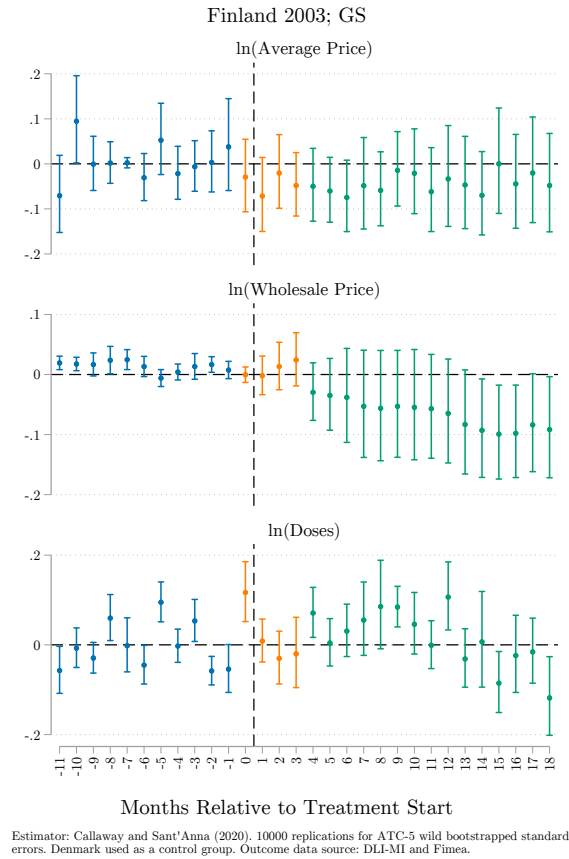 Finland 2003; GS
ln(Average Price)
.2
.1
0
-.1
-.2
ln(Wholesale Price)
0.1
0
-0.1
-.2
ln(Doses)
.2
0
-.2
-11 -10 -9 -8 -7 -6 -5 -4 -3 -2 -1 0 1 2 3 4 5 6 7 8 9 10 11 12 13 14 15 16 17 18
Months Relative to Treatment Start
Estimator: Callaway and Sant'Anna (2020). 10000 replications for ATC-5 wild bootstrapped standard
errors. Denmark used as a control group. Outcome data source: DLI-MI and Fimea.